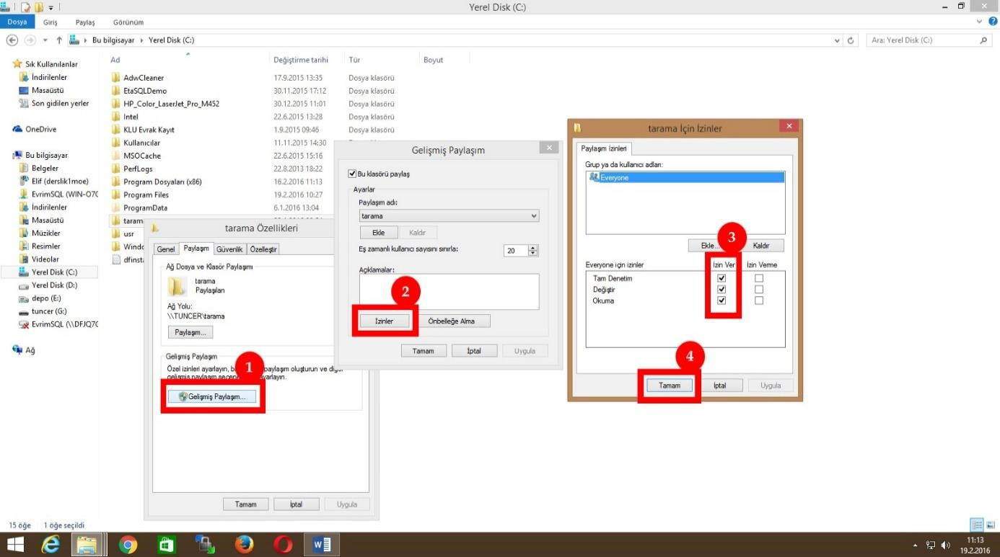 Yerel Disk (C:)
Dosya Giriş Paylaş Görünüm
Bu bilgisayar Yerel Disk (C:)
Ara: Yerel Disk (C:)
Sık Kullanılanlar
İndirilenler
Masaüstü
Son gidilen yerler
OneDrive
Bu bilgisayar
Belgeler
Elif (derslik1moe)
EvrimSQL (WIN-O7G
İndirilenler
Masaüstü
Müzikler
Resimler
Videolar
Yerel Disk (C:)
Yerel Disk (D:)
depo (E:)
tuncer (G:)
EvrimSQL (\\DFJQ7G
Ağ
Ad Değiştirme tarihi Tür Boyut
AdwCleaner 17.9.2015 13:35 Dosya klasörü
EtaSQLDemo 30.11.2015 17:12 Dosya klasörü
HP_Color_LaserJet_Pro_M452 30.12.2015 11:01 Dosya klasörü
Intel 22.6.2015 13:28 Dosya klasörü
KLU Evrak Kayıt 1.9.2015 09:46 Dosya klasörü
Kullanıcılar 11.11.2015 14:30
MSOCache 22.6.2015 15:16
PerfLogs 22.8.2013 18:22
Program Dosyaları (x86) 16.2.2016 11:13
Program Files 19.2.2016 10:27
ProgramData 6.1.2016 13:04
taram
usr
Windo
dfinsta
tarama Özellikleri
Genel Paylaşım Güvenlik Özelleştir
Ağ Dosya ve Klasör Paylaşımı
tarama
Paylaşılan
Ağ Yolu:
\\TUNCER\tarama
Paylaşım...
Gelişmiş Paylaşım
Özel izinleri ayarlayın, b paylaşım oluşturun ve diğer
gelişmiş paylaşım seçene yarlayın.
1
Gelişmiş Paylaşım...
Tamam İptal Uygula
Gelişmiş Paylaşım
Bu klasörü paylaş
Ayarlar
Paylaşım adı:
tarama
Ekle Kaldır
Eş zamanlı kullanıcı sayısını sınırla: 20
Açıklamalar:
2
İzinler Önbelleğe Alma
Tamam İptal Uygula
tarama İçin İzinler
Paylaşım İzinleri
Grup ya da kullanıcı adları:
Everyone
3
Ekle... Kaldır
Everyone için izinler İzin Ver İzin Verme
Tam Denetim
Değiştir
Okuma
4
Tamam İptal Uygula
15 öğe 1 öğe seçildi
11:13
19.2.2016